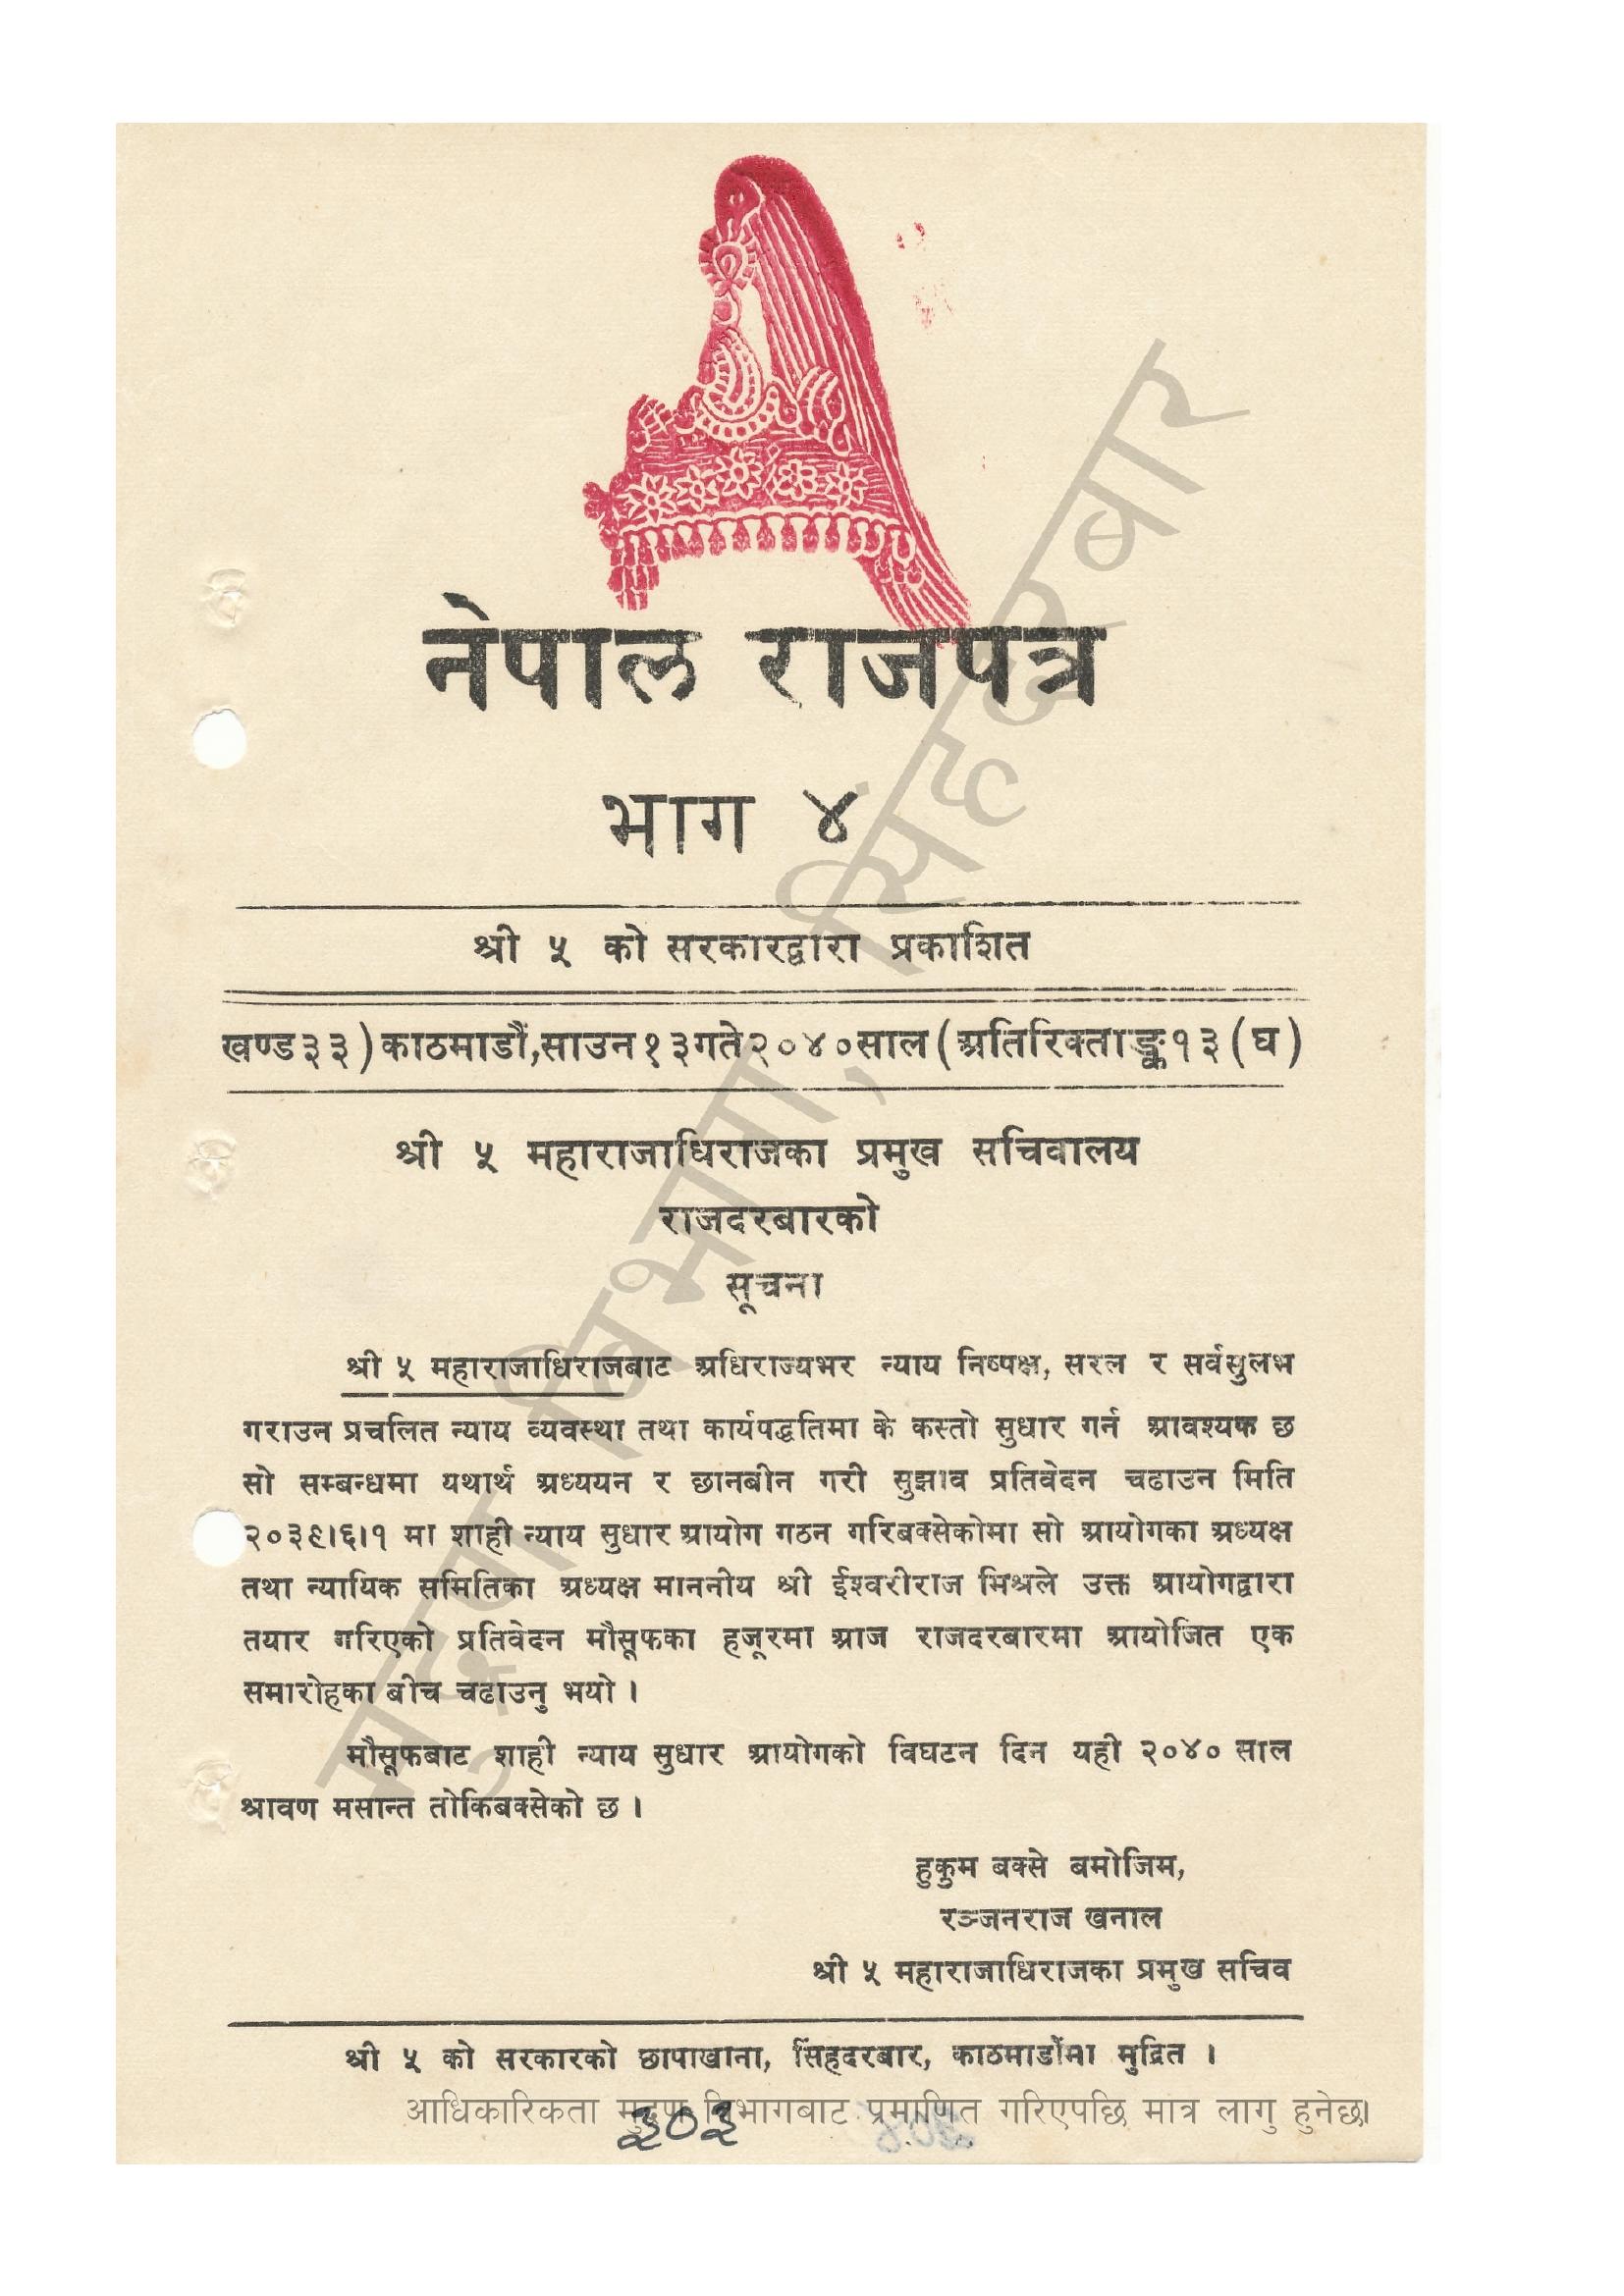 नेपाल राजपत्र
भाग ४
श्री ५ को सरकारद्वारा प्रकाशित
खण्ड ३३ ) काठमाडौं, साउन १३ गते २०४० साल ( अतिरिक्ताङ्क १३ ( घ )
श्री ५ महाराजाधिराजका प्रमुख सचिवालय
राजदरबारको
सूचना
श्री ५ महाराजाधिराजबाट अधिराज्यभर न्याय निष्पक्ष, सरल र सर्वसुलभ
गराउन प्रचलित न्याय व्यवस्था तथा कार्यपद्धतिमा के कस्तो सुधार गर्न आवश्यक छ
सो सम्बन्धमा यथार्थ अध्ययन र छानबीन गरी सुझाव प्रतिवेदन चढाउन मिति
२०३९।६।१ मा शाही न्याय सुधार आयोग गठन गरिबक्सेकोमा सो आयोगका अध्यक्ष
तथा न्यायिक समितिका अध्यक्ष माननीय श्री ईश्वरीराज मिश्रले उक्त आयोगद्वारा
तयार गरिएको प्रतिवेदन मौसूफका हजूरमा आज राजदरबारमा आयोजित एक
समारोहका बीच चढाउनु भयो ।
मौसूफबाट शाही न्याय सुधार आयोगको विघटन दिन यही २०४० साल
श्रावण मसान्त तोकिबक्सेको छ ।
हुकुम बक्से बमोजिम,
रञ्जनराज खनाल
श्री ५ महाराजाधिराजका प्रमुख सचिव
श्री ५ को सरकारको छापाखाना, सिंहदरबार, काठमाडौंमा मुद्रित ।
आधिकारिकता मुद्रण विभागबाट प्रमाणित गरिएपछि मात्र लागु हुनेछ।
३०३
मुद्रण विभाग, सिंहदरबार